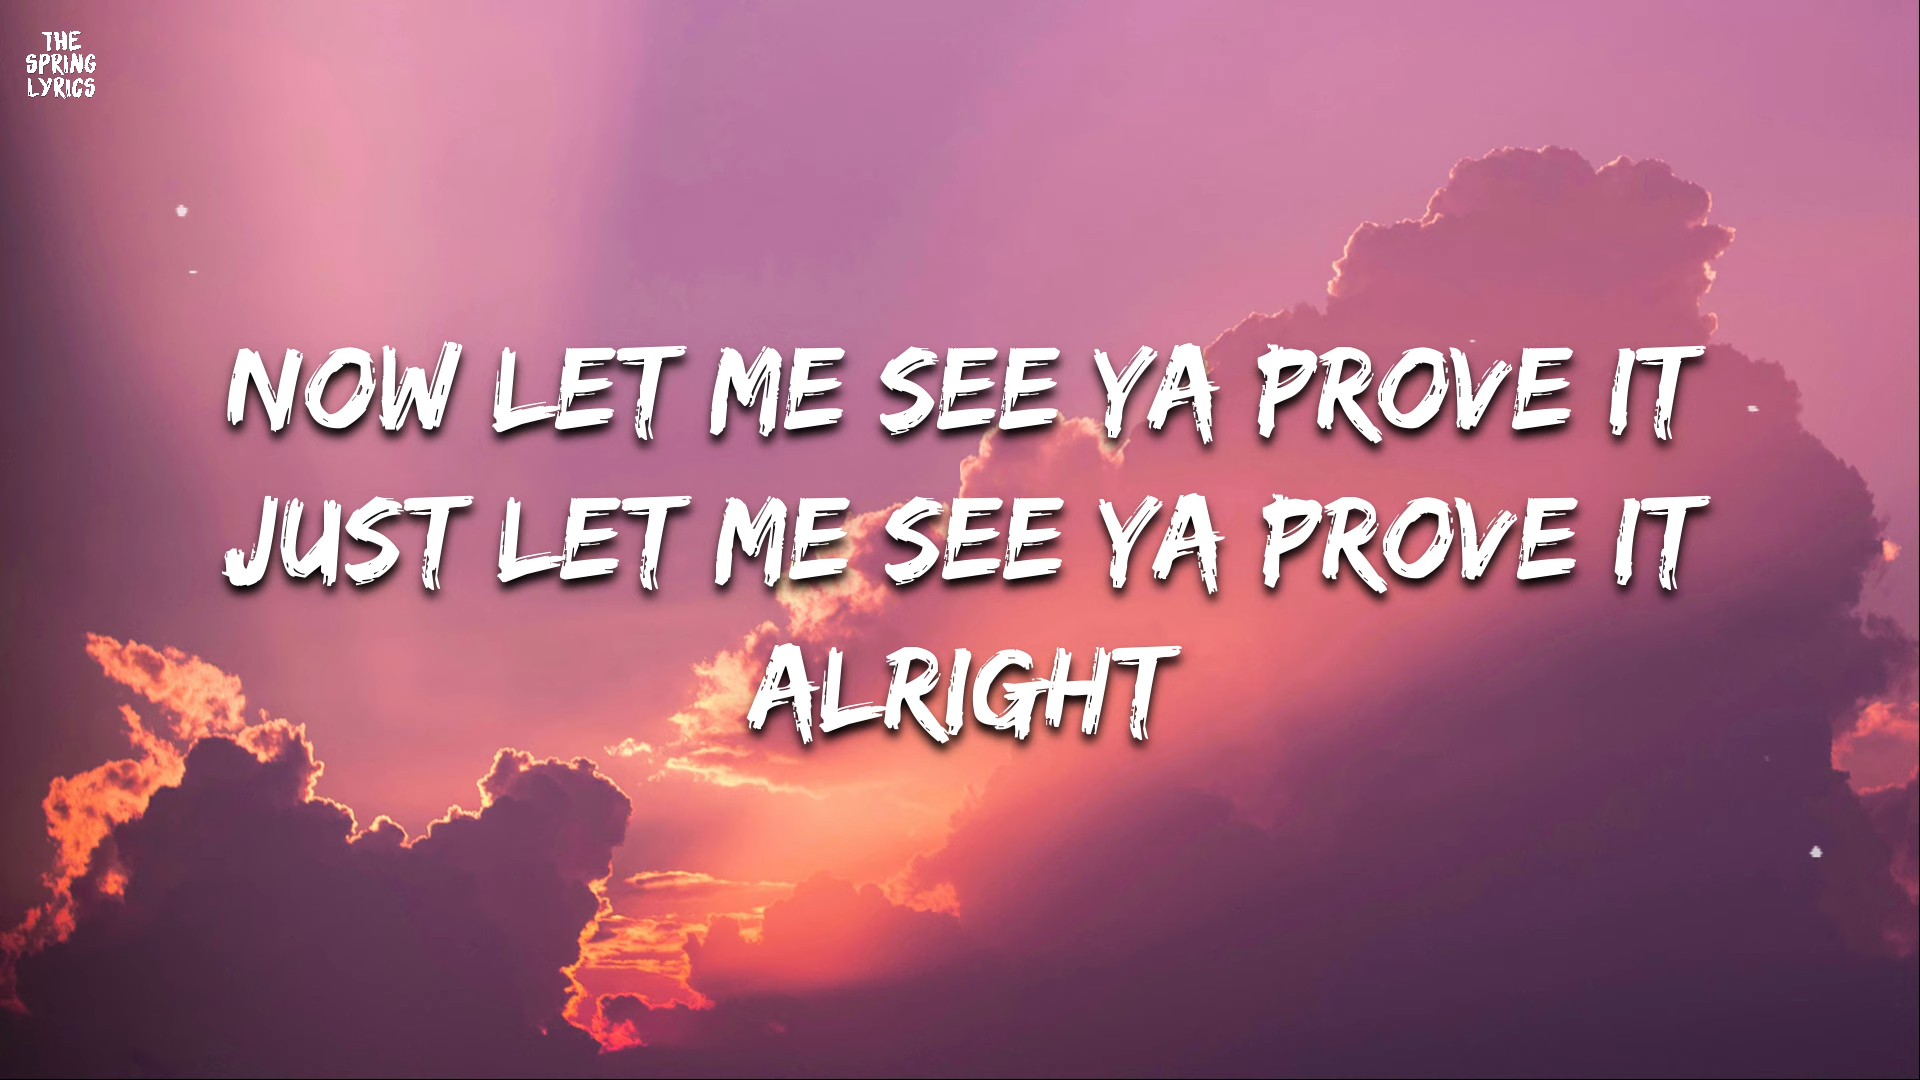 THE
SPRING
LYRICS
NOW LET ME SEE YA PROVE IT
JUST LET ME SEE YA PROVE IT
ALRIGHT